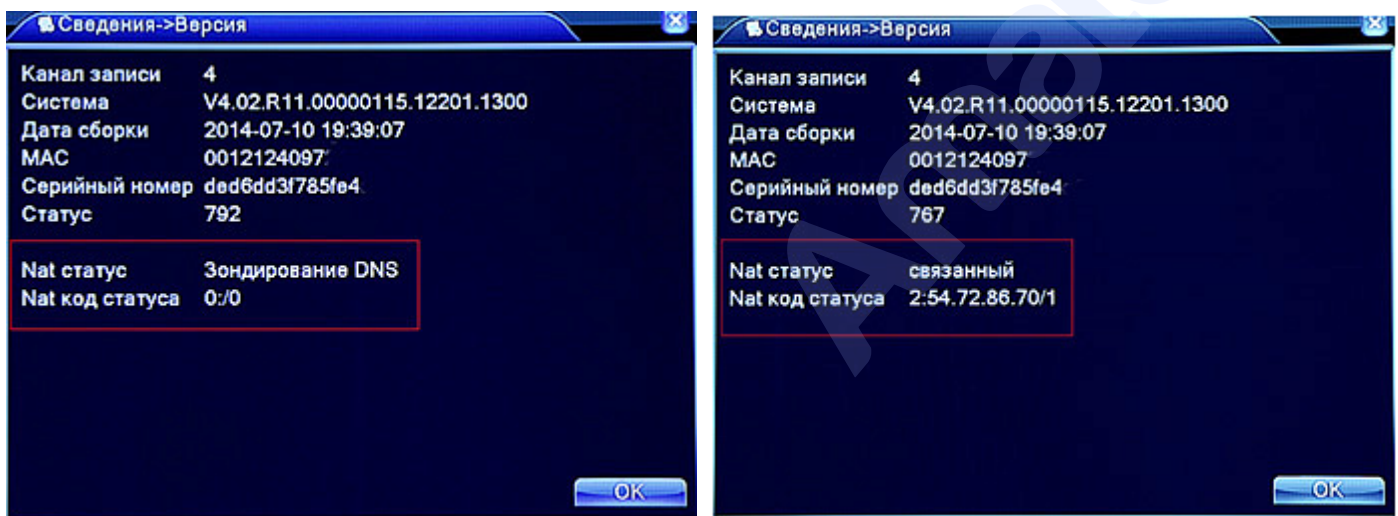 Сведения->Версия
Канал записи 4
Система V4.02.R11.00000115.12201.1300
Дата сборки 2014-07-10 19:39:07
MAC 0012124097
Серийный номер ded6dd3f785fe4
Статус 792
Nat статус Зондирование DNS
Nat код статуса 0:/0
OK
Сведения->Версия
Канал записи 4
Система V4.02.R11.00000115.12201.1300
Дата сборки 2014-07-10 19:39:07
MAC 0012124097
Серийный номер ded6dd3f785fe4
Статус 767
Nat статус связанный
Nat код статуса 2:54.72.86.70/1
OK